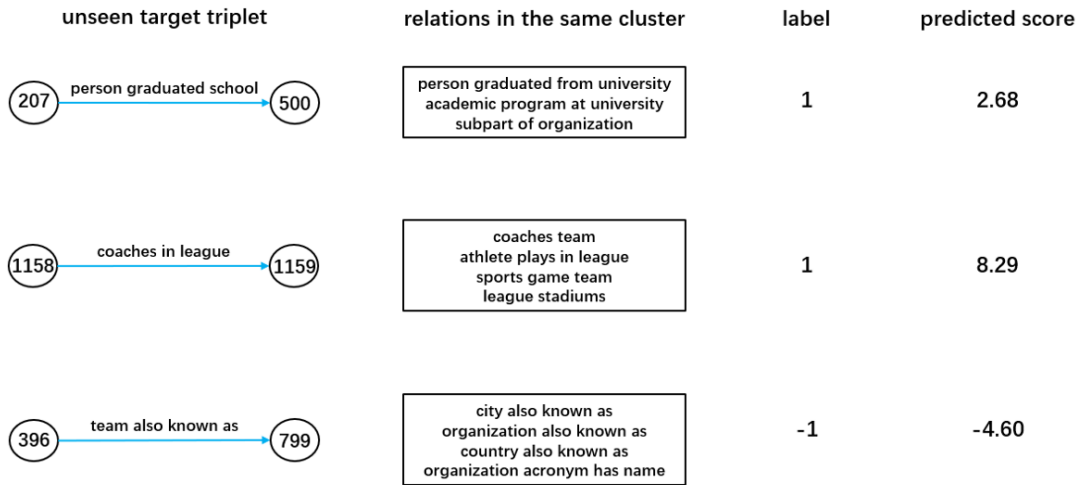 unseen target triplet relations in the same cluster label predicted score
person graduated school
207 500
person graduated from university
academic program at university
subpart of organization
1 2.68
coaches in league
1158 1159
coaches team
athlete plays in league
sports game team
league stadiums
1 8.29
team also known as
396 799
city also known as
organization also known as
country also known as
organization acronym has name
-1 -4.60